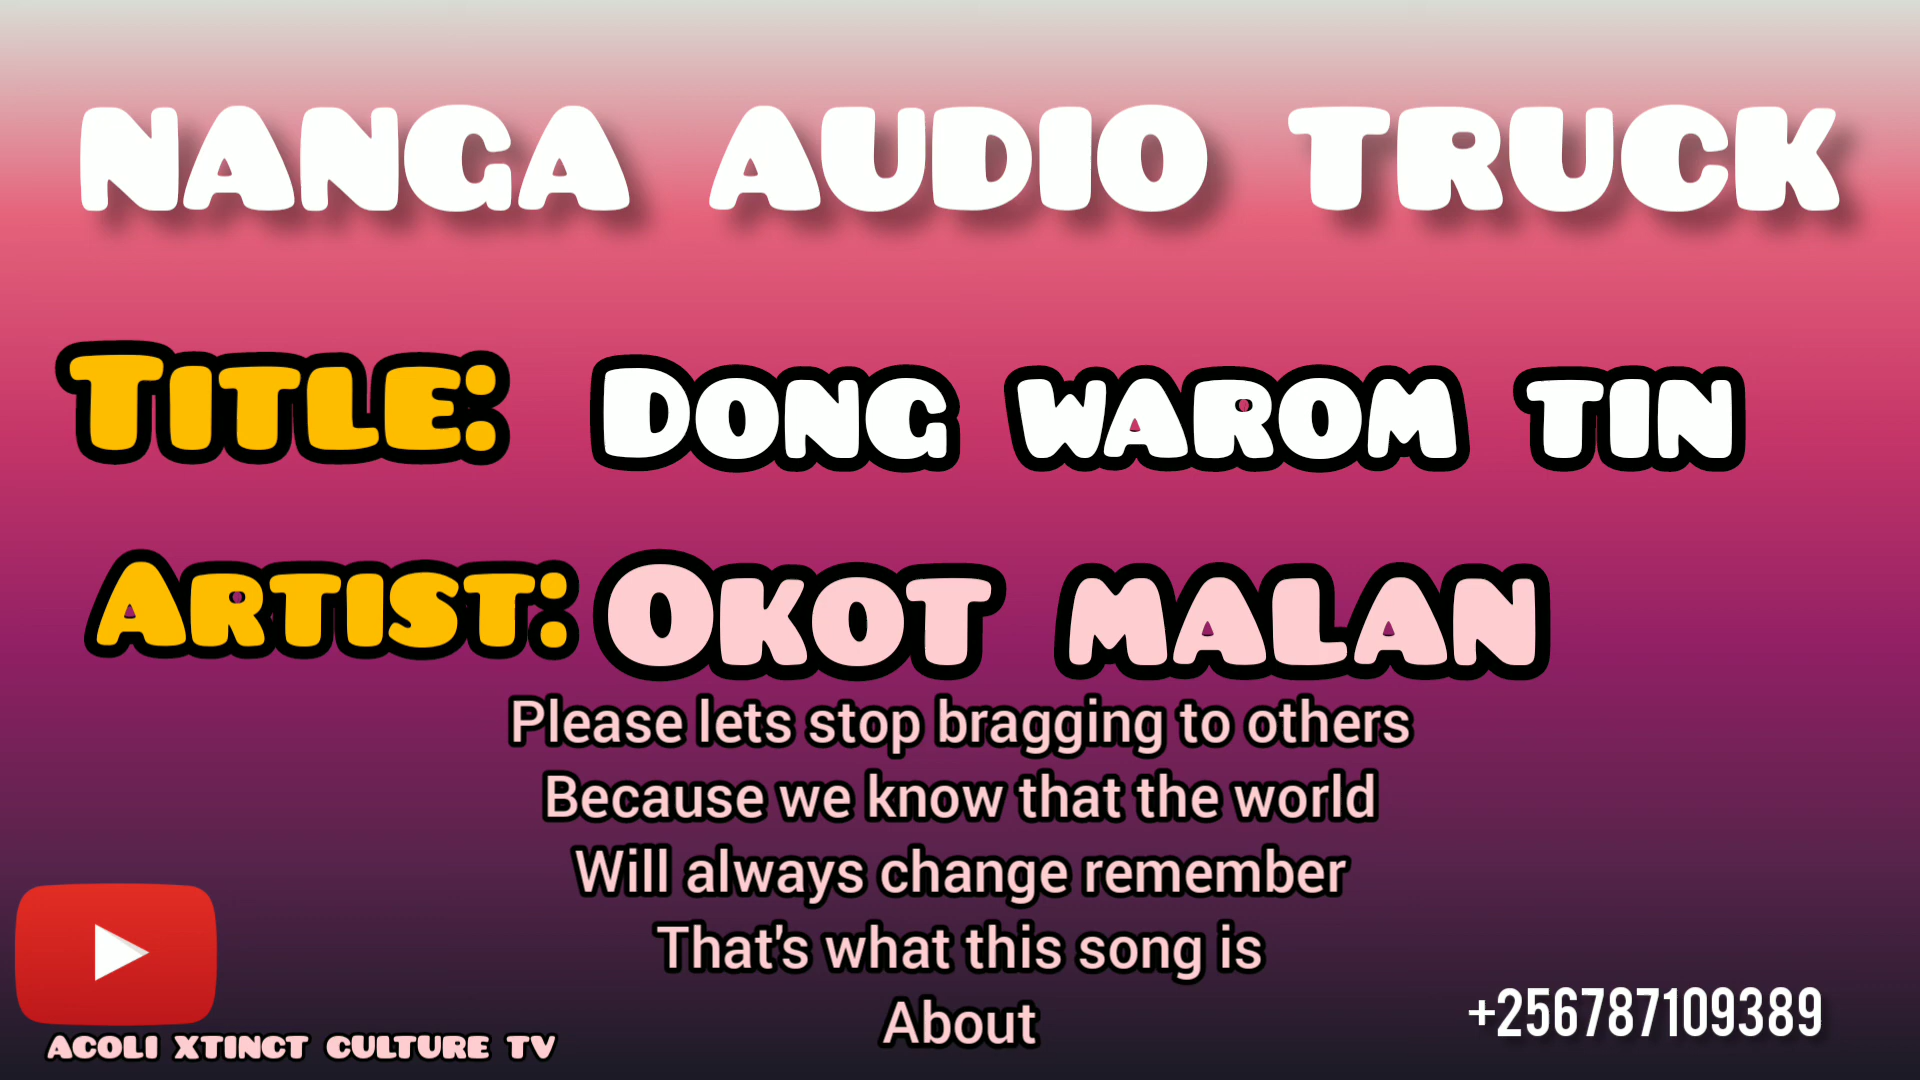 NANGA AUDIO TRUCK
TITLE: DONG WAROM TIN
ARTIST: OKOT MALAN
Please lets stop bragging to others
Because we know that the world
Will always change remember
That's what this song is
About
+256787109389
ACOLI XTINCT CULTURE TV